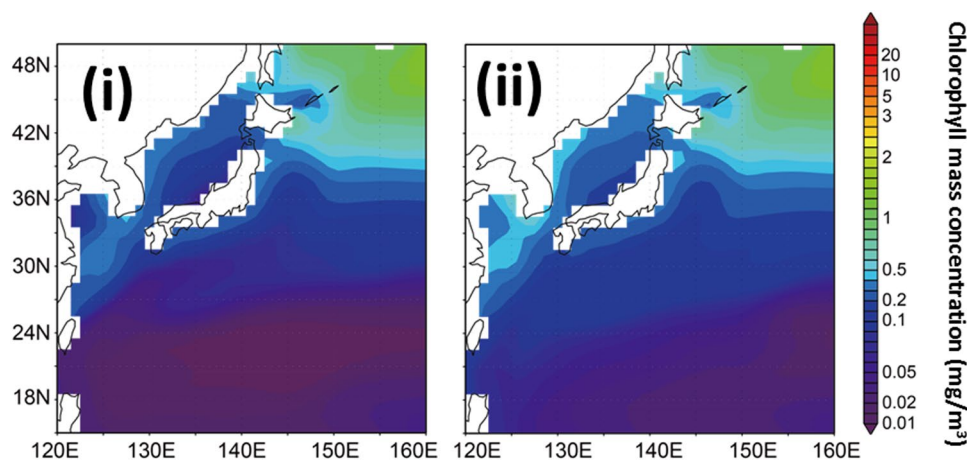 (i)
48N
42N
36N
30N
24N
18N
120E 130E 140E 150E 160E
(ii)
120E 130E 140E 150E 160E
20
10
5
3
2
1
0.5
0.2
0.1
0.05
0.02
0.01
Chlorophyll mass concentration (mg/m³)